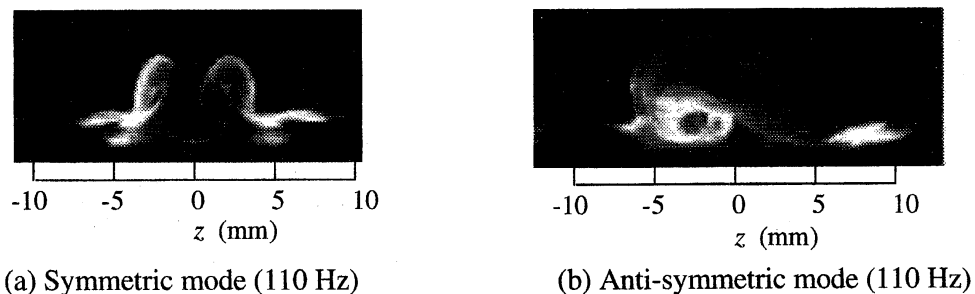 -10 -5 0 5 10
z (mm)
(a) Symmetric mode (110 Hz)
-10 -5 0 5 10
z (mm)
(b) Anti-symmetric mode (110 Hz)